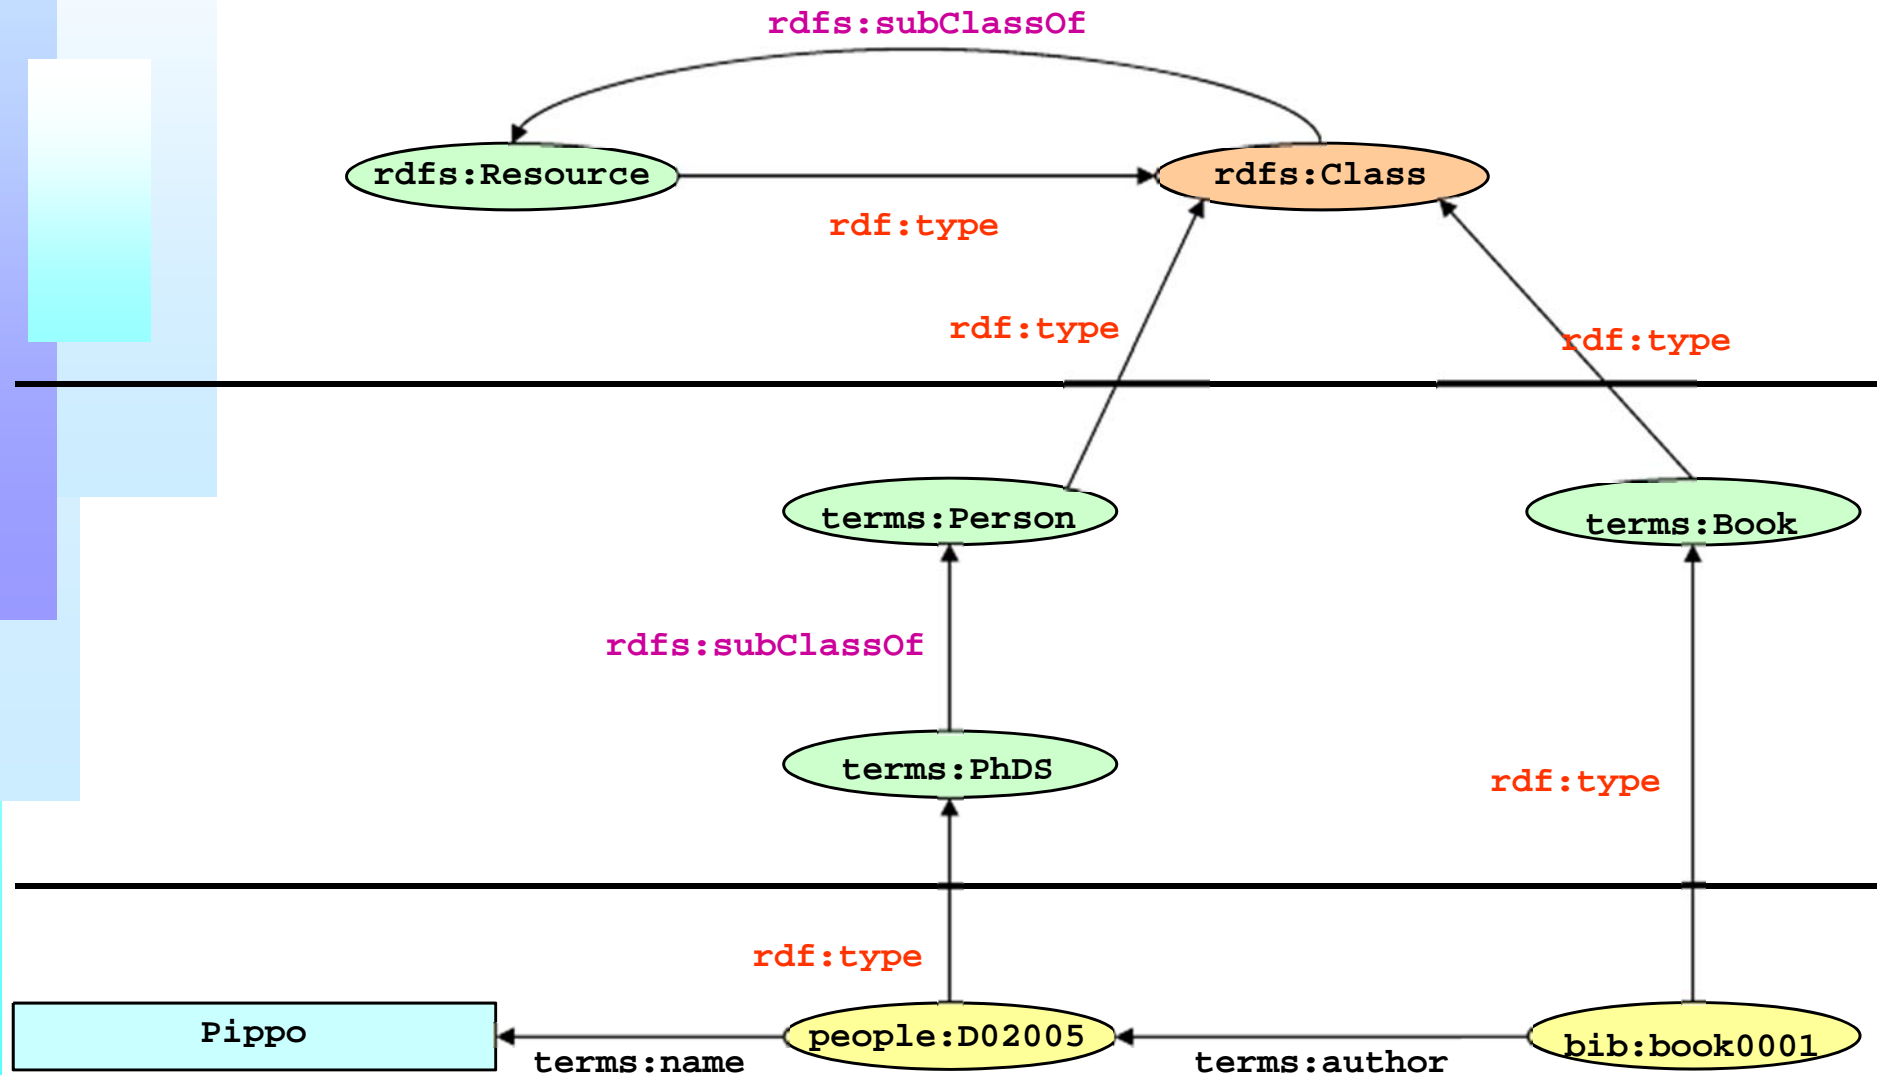 rdfs:subClassOf
rdfs:Resource
rdfs:Class
rdf:type
rdf:type
rdf:type
terms:Person
terms:Book
rdfs:subClassOf
terms:PhDS
rdf:type
rdf:type
Pippo
people:D02005
bib:book0001
terms:name
terms:author